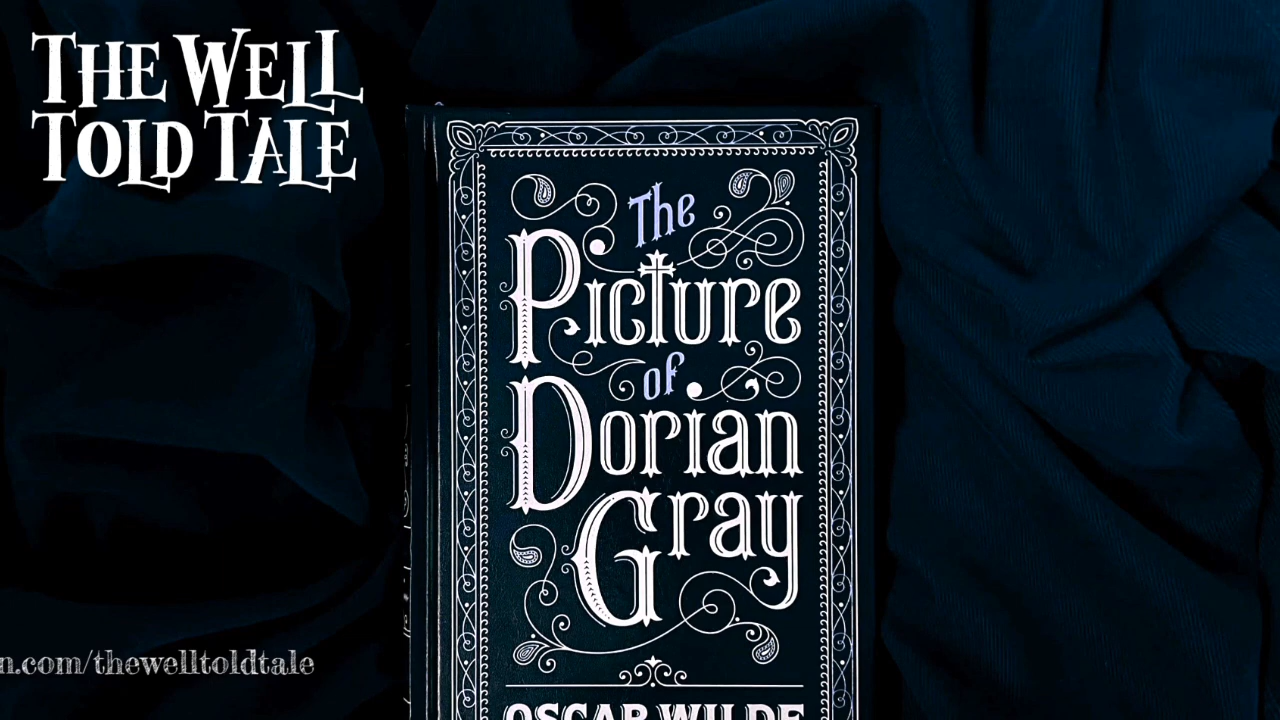 THE WELL
TOLD TALE
The
Picture
of
Dorian
Gray
OSCAR WILDE
n.com/thewelltoldtale